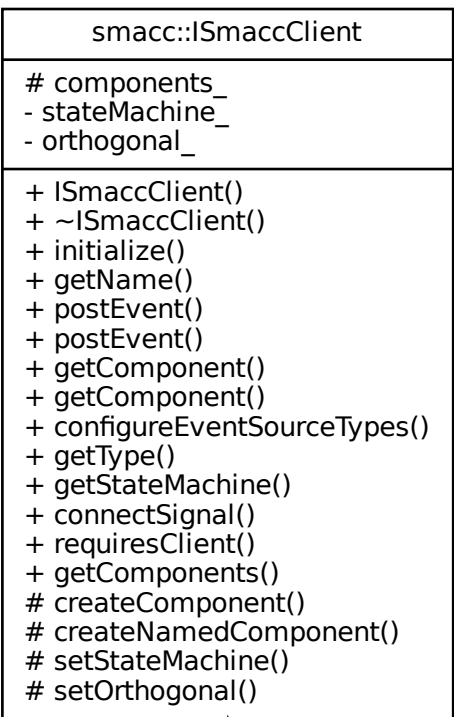 smacc::ISmaccClient
# components_
- stateMachine_
- orthogonal_
+ ISmaccClient()
+ ~ISmaccClient()
+ initialize()
+ getName()
+ postEvent()
+ postEvent()
+ getComponent()
+ getComponent()
+ configureEventSourceTypes()
+ getType()
+ getStateMachine()
+ connectSignal()
+ requiresClient()
+ getComponents()
# createComponent()
# createNamedComponent()
# setStateMachine()
# setOrthogonal()